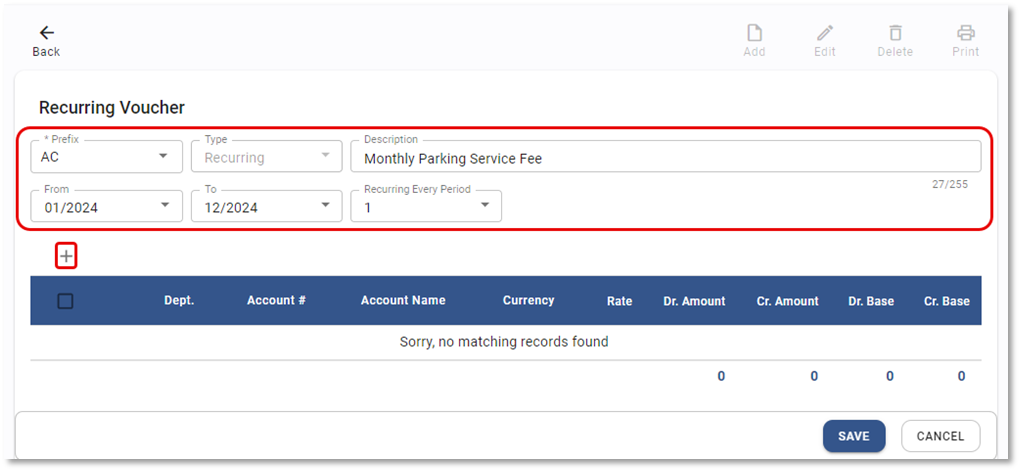 Back
Add Edit Delete Print
Recurring Voucher
* Prefix Type Description
AC Recurring Monthly Parking Service Fee
27/255
From To Recurring Every Period
01/2024 12/2024 1
+
Dept. Account # Account Name Currency Rate Dr. Amount Cr. Amount Dr. Base Cr. Base
Sorry, no matching records found
0 0 0 0
SAVE CANCEL